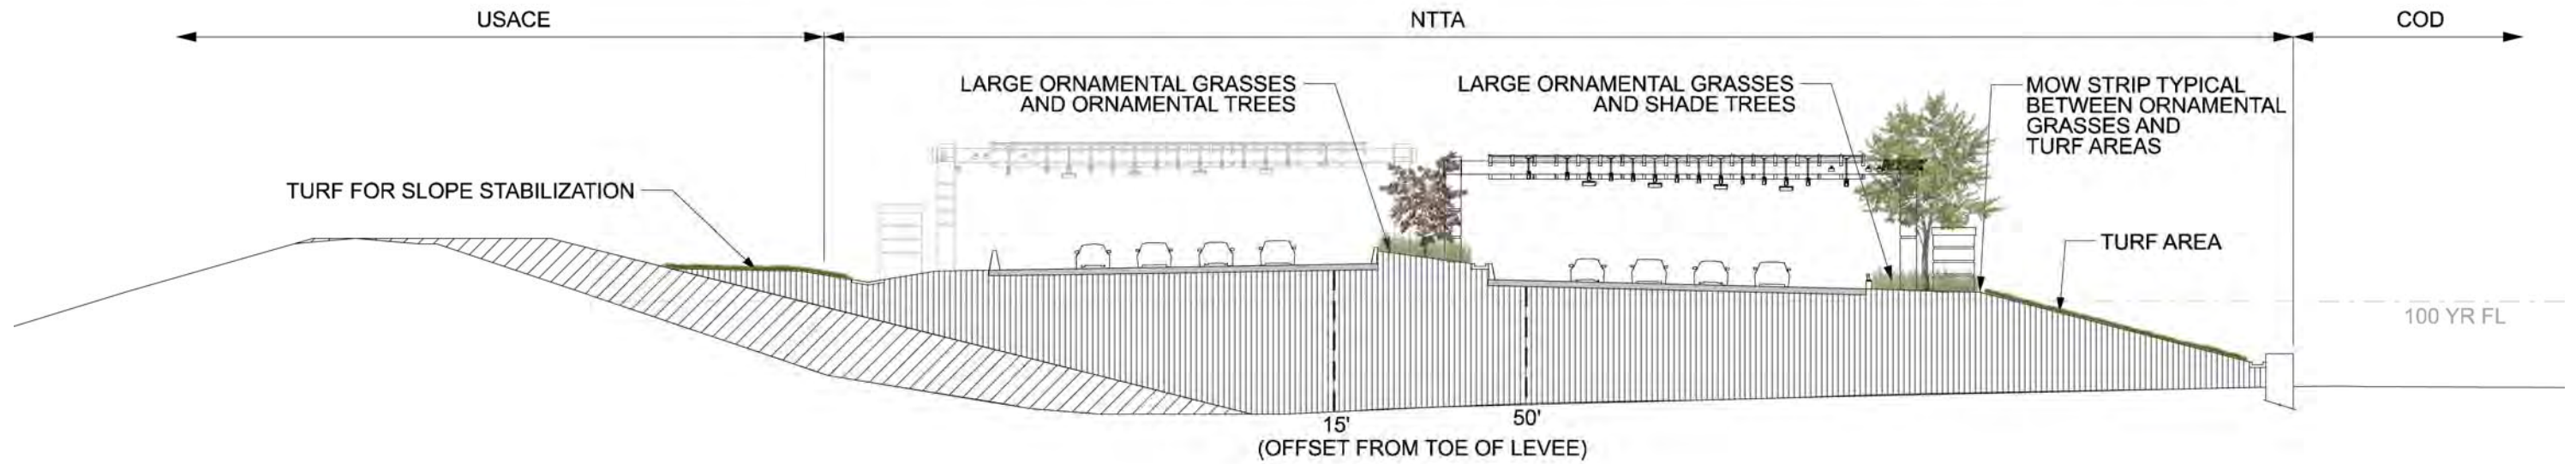 USACE
NTTA
COD
LARGE ORNAMENTAL GRASSES
AND ORNAMENTAL TREES
LARGE ORNAMENTAL GRASSES
AND SHADE TREES
MOW STRIP TYPICAL
BETWEEN ORNAMENTAL
GRASSES AND
TURF AREAS
TURF FOR SLOPE STABILIZATION
TURF AREA
100 YR FL
15'
50'
(OFFSET FROM TOE OF LEVEE)